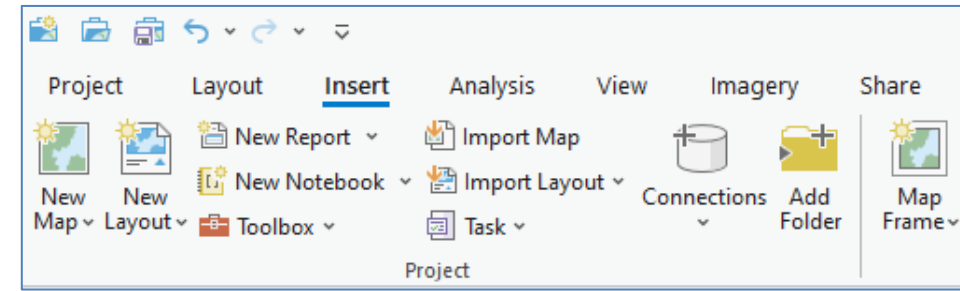 Project Layout Insert Analysis View Imagery Share
New Map
New Layout
New Report
New Notebook
Toolbox
Import Map
Import Layout
Task
Connections
Add Folder
Map Frame
Project